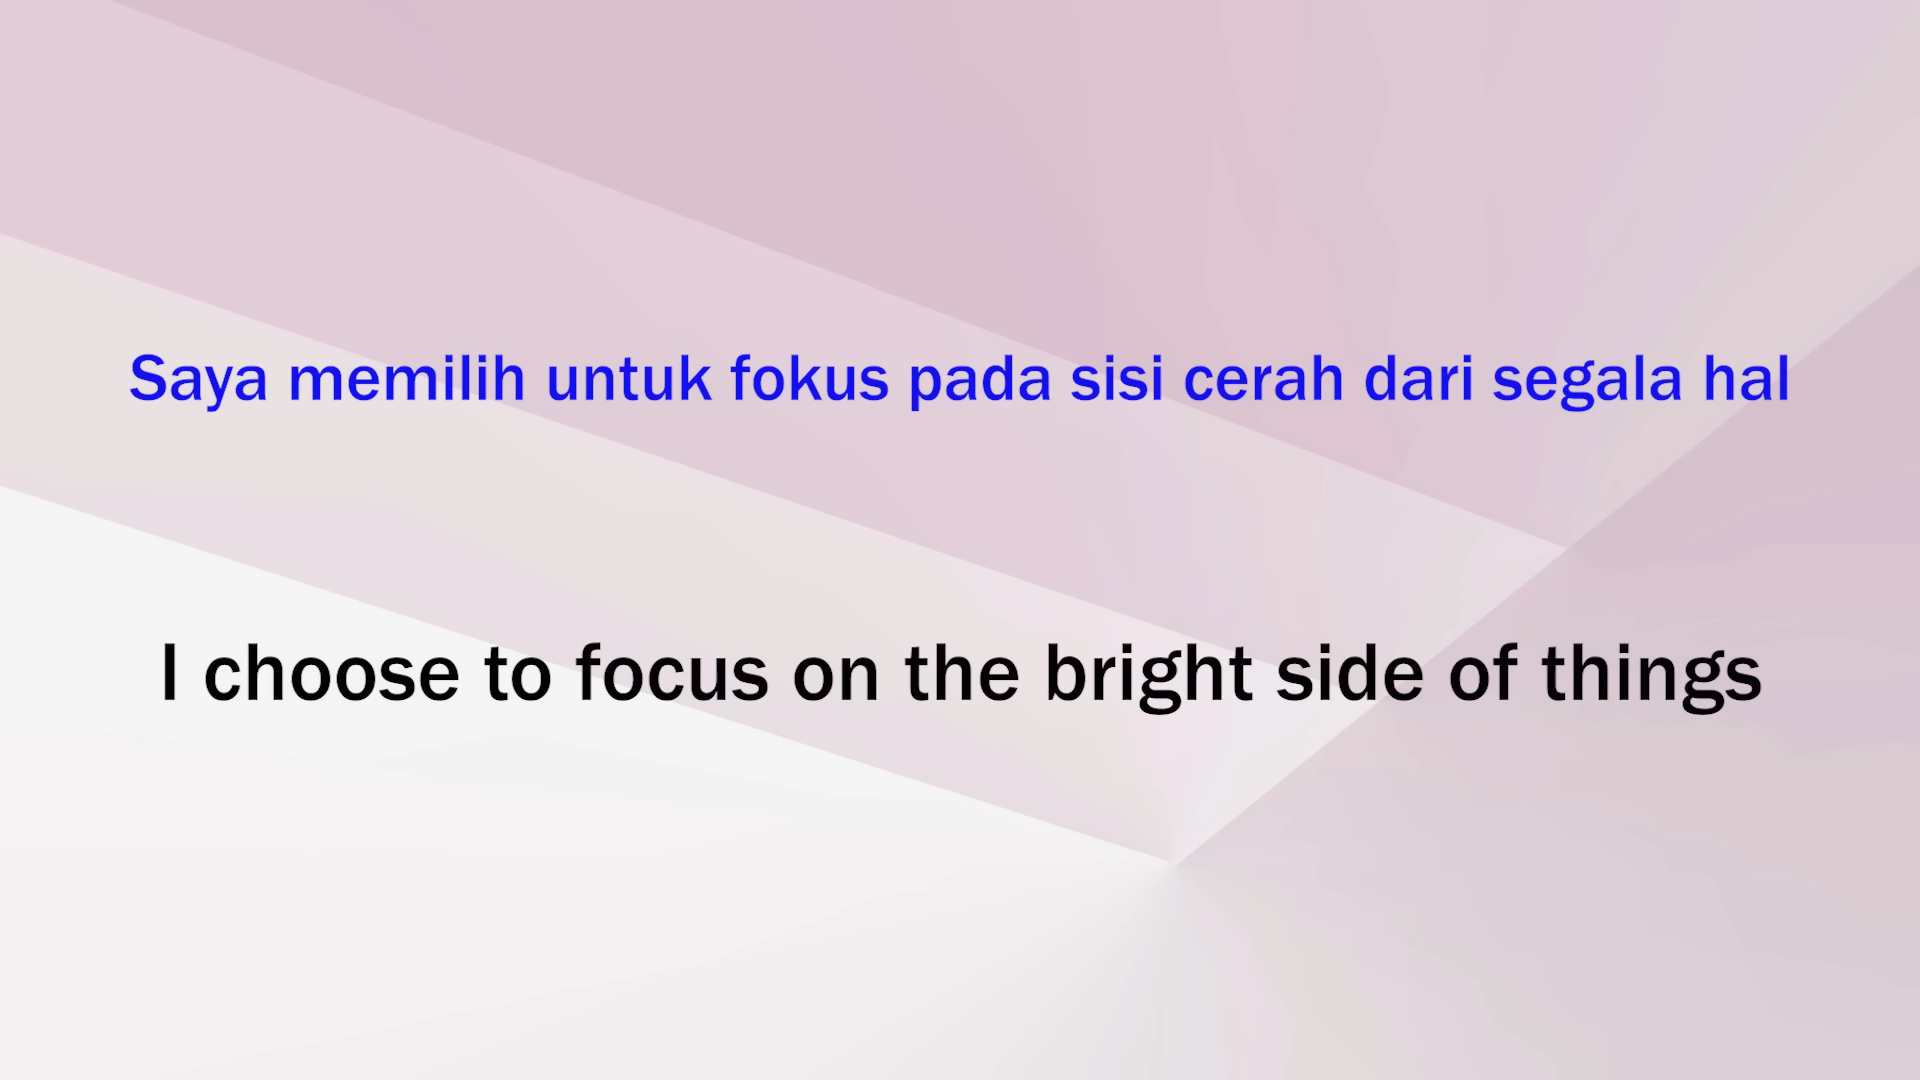 Saya memilih untuk fokus pada sisi cerah dari segala hal
I choose to focus on the bright side of things